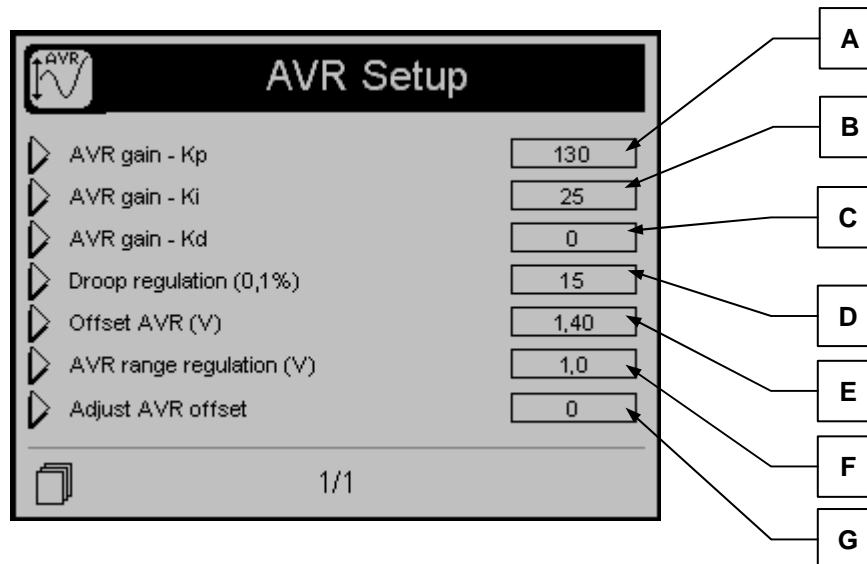 AVR
AVR Setup
A
AVR gain - Kp 130
B
AVR gain - Ki 25
C
AVR gain - Kd 0
Droop regulation (0,1%) 15
D
Offset AVR (V) 1,40
AVR range regulation (V) 1,0
E
Adjust AVR offset 0
F
1/1
G